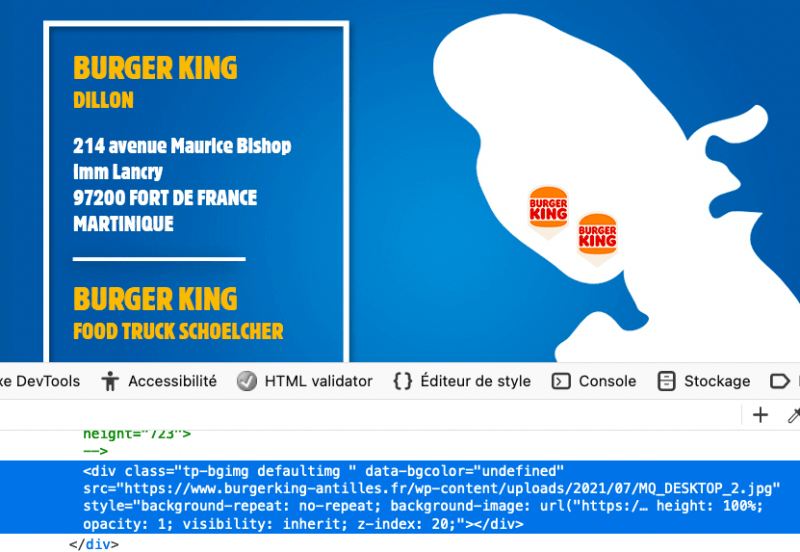 BURGER KING
DILLON
214 avenue Maurice Bishop
Imm Lancry
97200 FORT DE FRANCE
MARTINIQUE
BURGER KING
FOOD TRUCK SCHOELCHER
BURGER
KING
BURGER
KING
xe DevTools Accessibilité HTML validator {} Éditeur de style Console Stockage
height="723">
-->
<div class="tp-bgimg defaultimg " data-bgcolor="undefined"
src="https://www.burgerking-antilles.fr/wp-content/uploads/2021/07/MQ_DESKTOP_2.jpg"
style="background-repeat: no-repeat; background-image: url("https:/… height: 100%;
opacity: 1; visibility: inherit; z-index: 20;"></div>
</div>